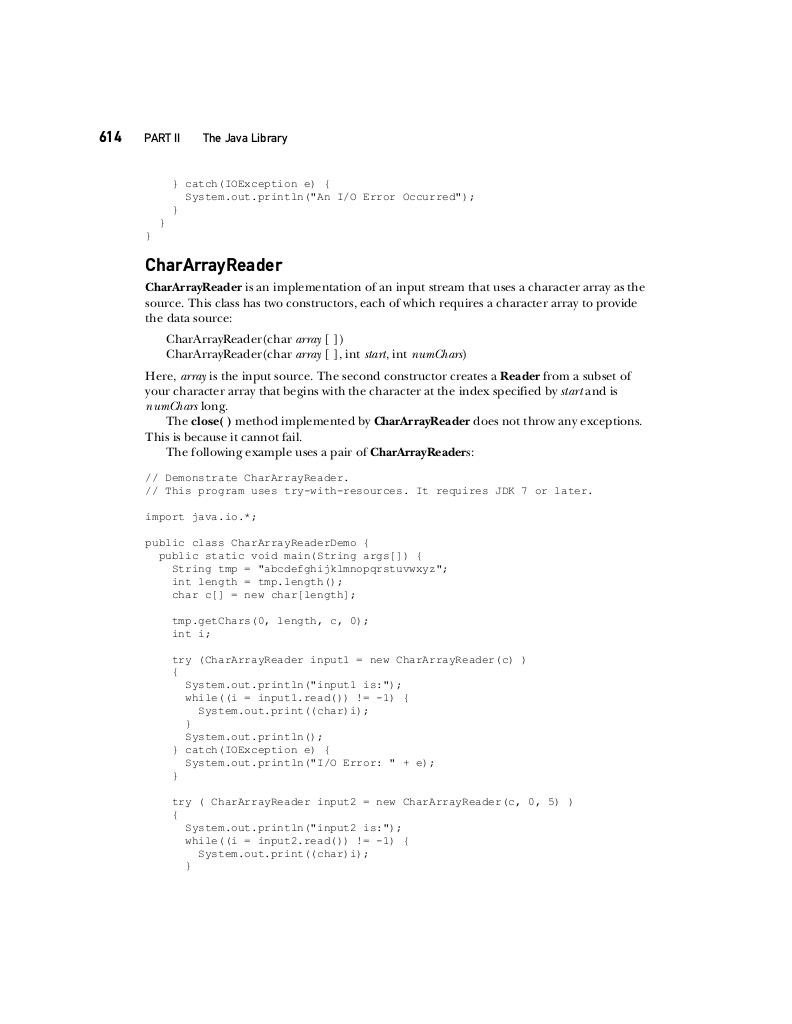 614 PART II The Java Library
} catch(IOException e) {
System.out.println("An I/O Error Occurred");
}
}
}
CharArrayReader
CharArrayReader is an implementation of an input stream that uses a character array as the
source. This class has two constructors, each of which requires a character array to provide
the data source:
CharArrayReader(char array [ ])
CharArrayReader(char array [ ], int start, int numChars)
Here, array is the input source. The second constructor creates a Reader from a subset of
your character array that begins with the character at the index specified by start and is
numChars long.
The close( ) method implemented by CharArrayReader does not throw any exceptions.
This is because it cannot fail.
The following example uses a pair of CharArrayReaders:
// Demonstrate CharArrayReader.
// This program uses try-with-resources. It requires JDK 7 or later.
import java.io.*;
public class CharArrayReaderDemo {
public static void main(String args[]) {
String tmp = "abcdefghijklmnopqrstuvwxyz";
int length = tmp.length();
char c[] = new char[length];
tmp.getChars(0, length, c, 0);
int i;
try (CharArrayReader input1 = new CharArrayReader(c) )
{
System.out.println("input1 is:");
while((i = input1.read()) != -1) {
System.out.print((char)i);
}
System.out.println();
} catch(IOException e) {
System.out.println("I/O Error: " + e);
}
try ( CharArrayReader input2 = new CharArrayReader(c, 0, 5) )
{
System.out.println("input2 is:");
while((i = input2.read()) != -1) {
System.out.print((char)i);
}